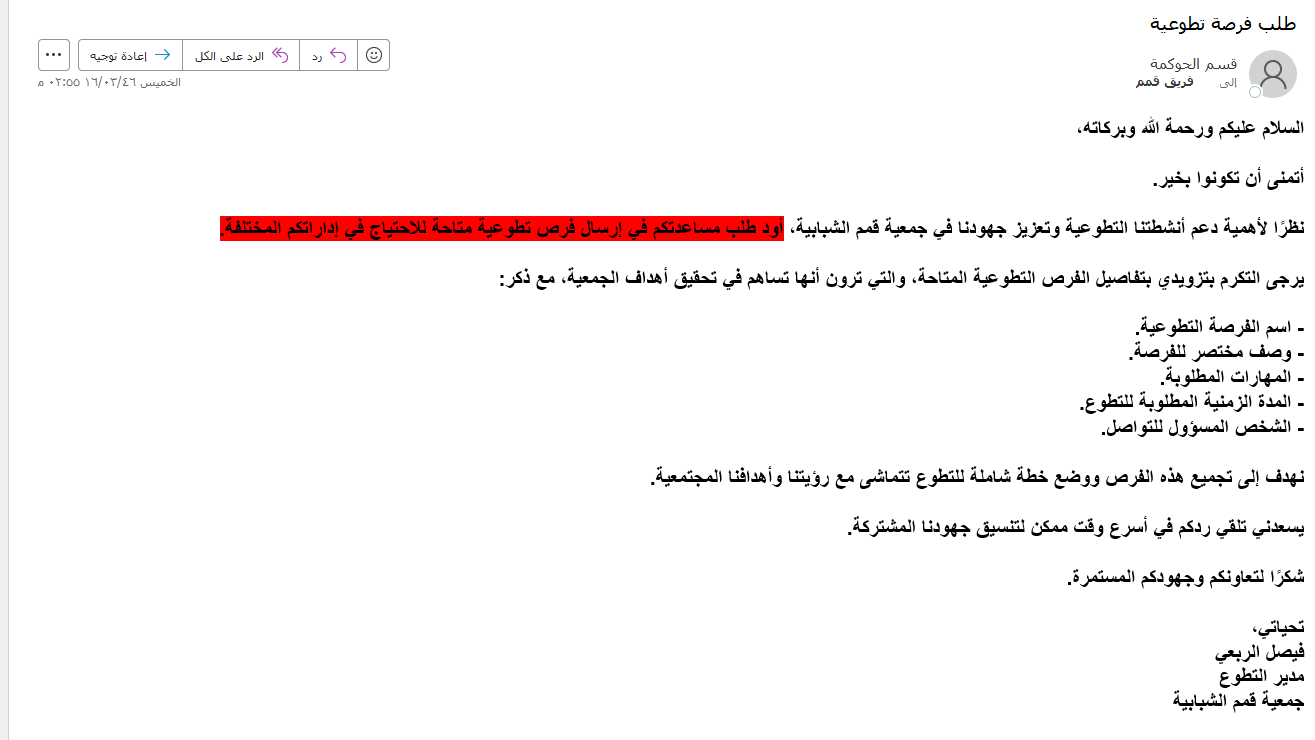 طلب فرصة تطوعية
قسم الحوكمة
إلى فريق قمم
رد
الرد على الكل
إعادة توجيه
الخميس ١٦/٠٣/٤٦ ٠٢:٥٥ م
السلام عليكم ورحمة الله وبركاته،
أتمنى أن تكونوا بخير.
نظرًا لأهمية دعم أنشطتنا التطوعية وتعزيز جهودنا في جمعية قمم الشبابية، أود طلب مساعدتكم في إرسال فرص تطوعية متاحة للاحتياج في إداراتكم المختلفة.
يرجى التكرم بتزويدي بتفاصيل الفرص التطوعية المتاحة، والتي ترون أنها تساهم في تحقيق أهداف الجمعية، مع ذكر:
- اسم الفرصة التطوعية.
- وصف مختصر للفرصة.
- المهارات المطلوبة.
- المدة الزمنية المطلوبة للتطوع.
- الشخص المسؤول للتواصل.
نهدف إلى تجميع هذه الفرص ووضع خطة شاملة للتطوع تتماشى مع رؤيتنا وأهدافنا المجتمعية.
يسعدني تلقي ردكم في أسرع وقت ممكن لتنسيق جهودنا المشتركة.
شكرًا لتعاونكم وجهودكم المستمرة.
تحياتي،
فيصل الربعي
مدير التطوع
جمعية قمم الشبابية